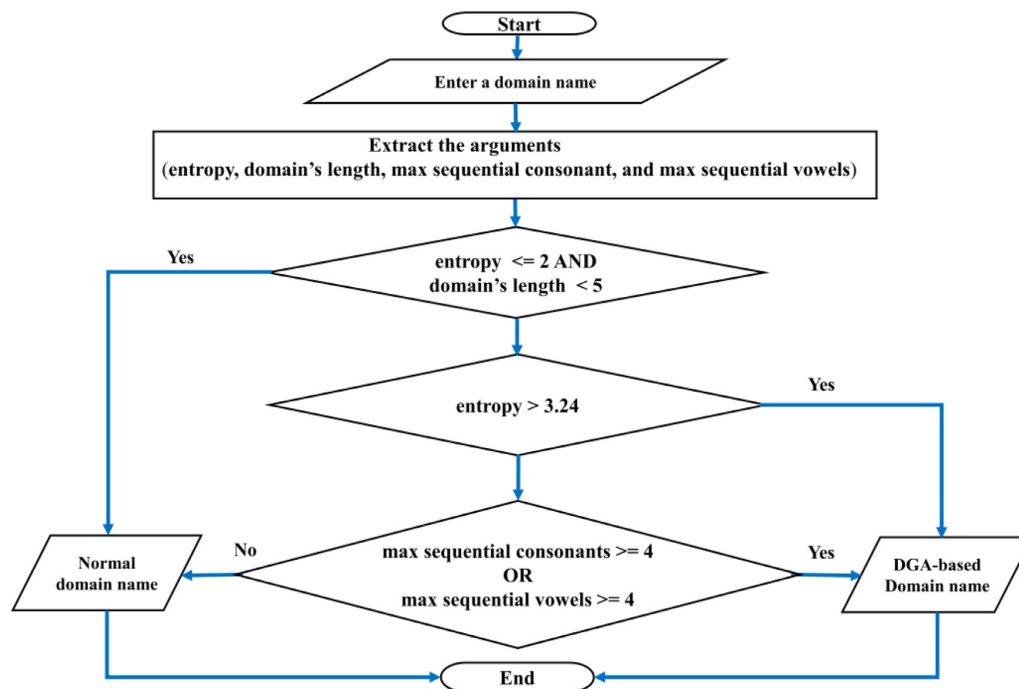 Start
Enter a domain name
Extract the arguments
(entropy, domain’s length, max sequential consonant, and max sequential vowels)
Yes
entropy <= 2 AND
domain’s length < 5
Yes
entropy > 3.24
No
max sequential consonants >= 4
OR
max sequential vowels >= 4
Yes
Normal
domain name
DGA-based
Domain name
End